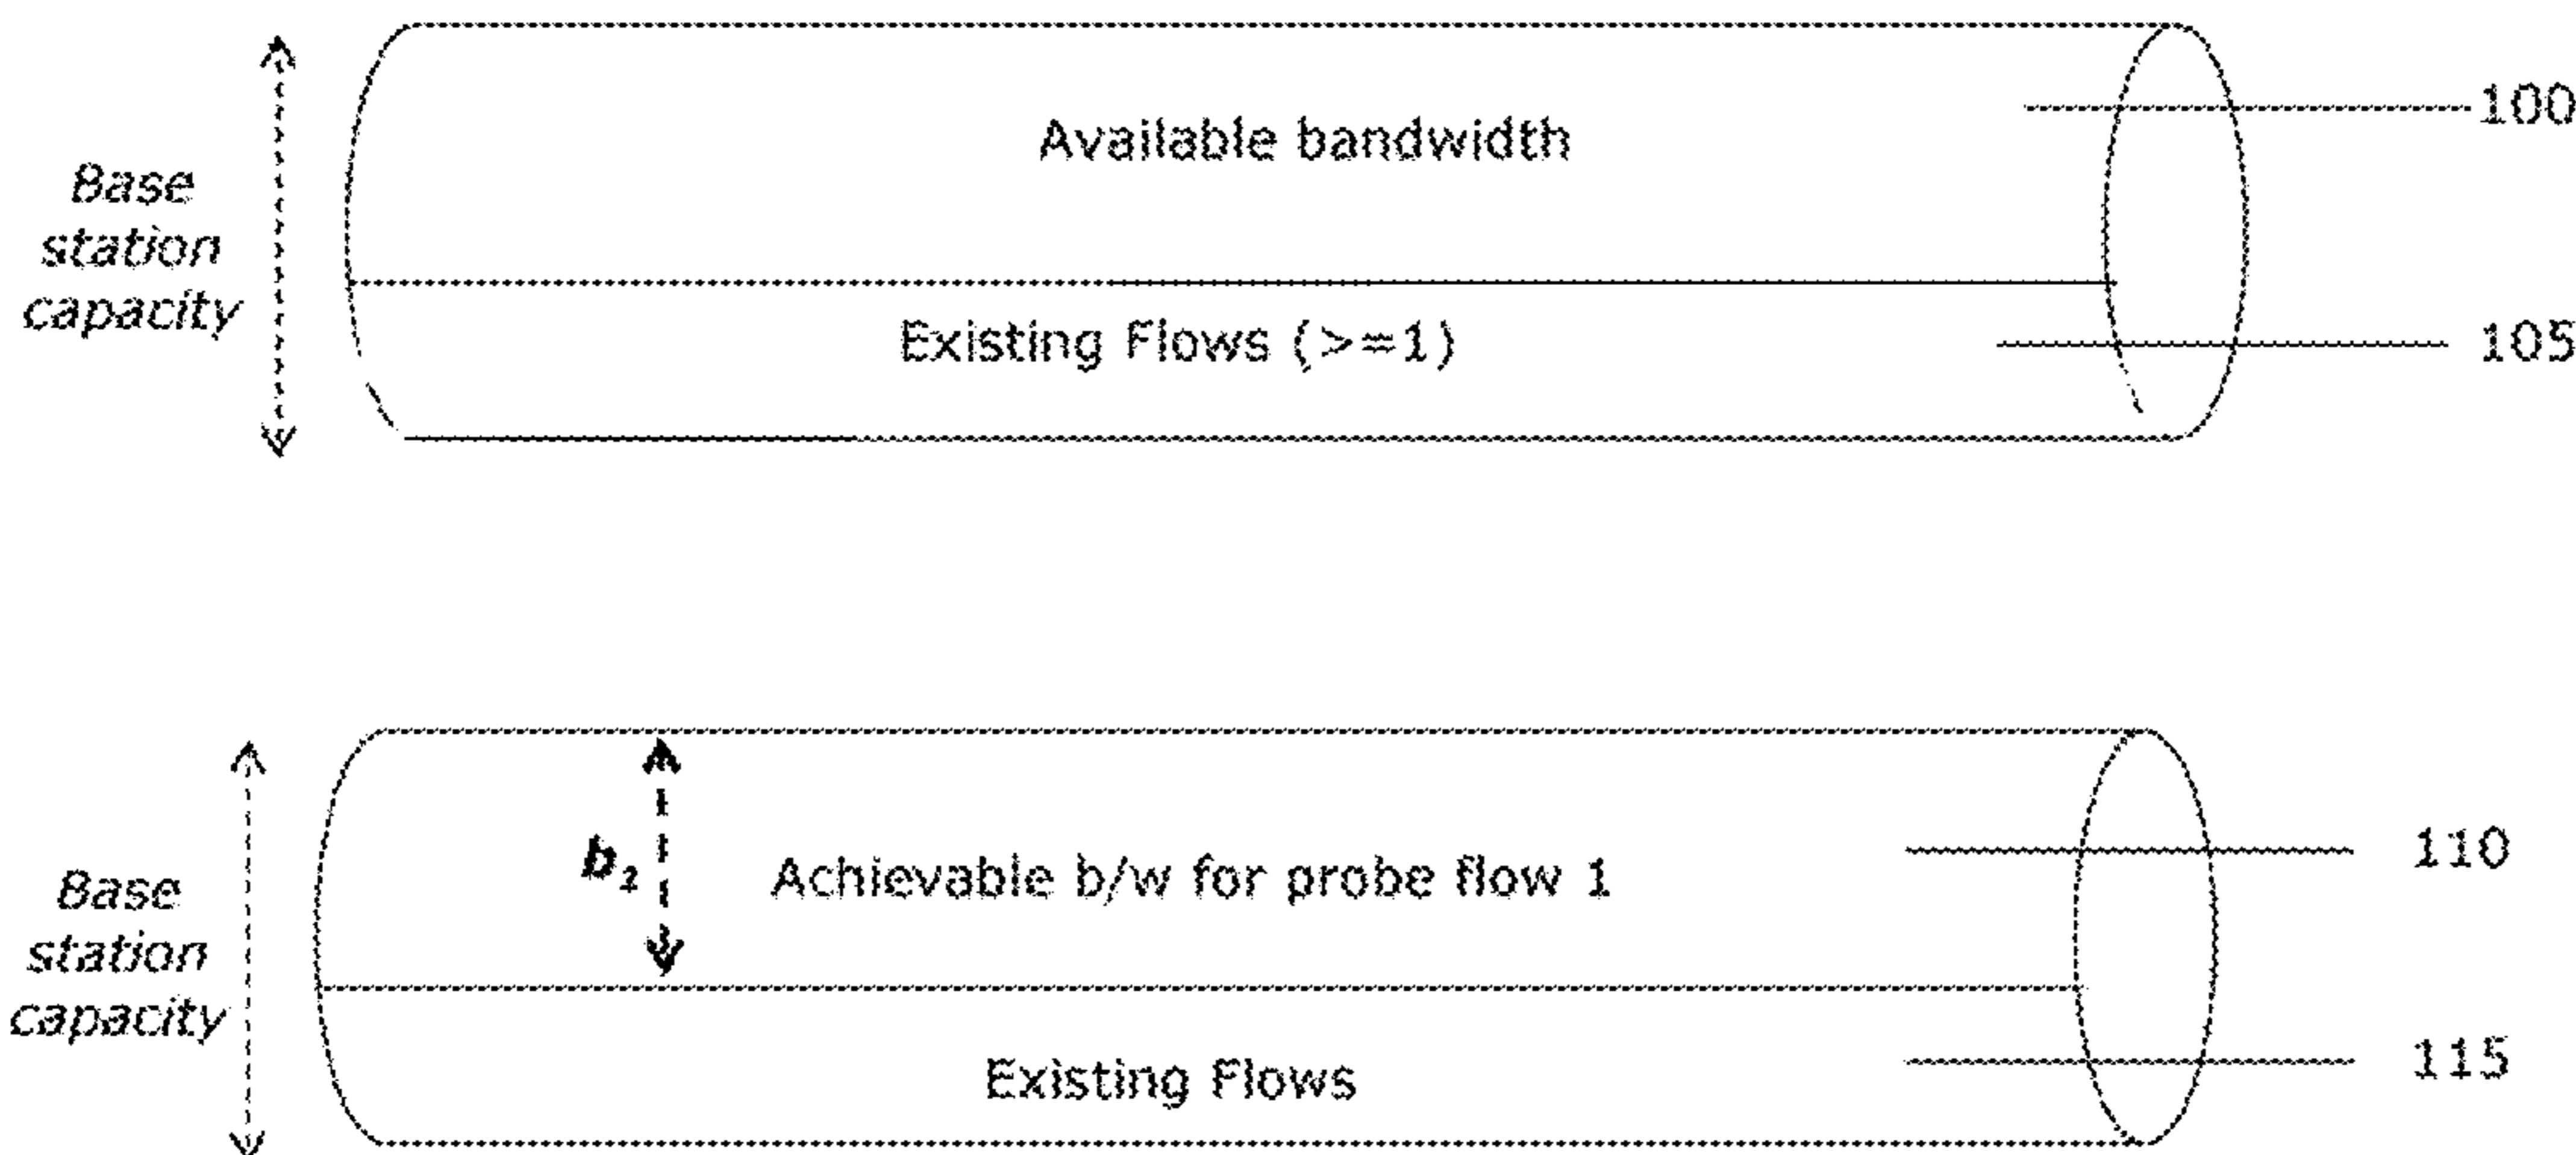 Available bandwidth
100
Base
station
capacity
Existing Flows (>=1)
105
b₁
Achievable b/w for probe flow 1
110
Base
station
capacity
Existing Flows
115